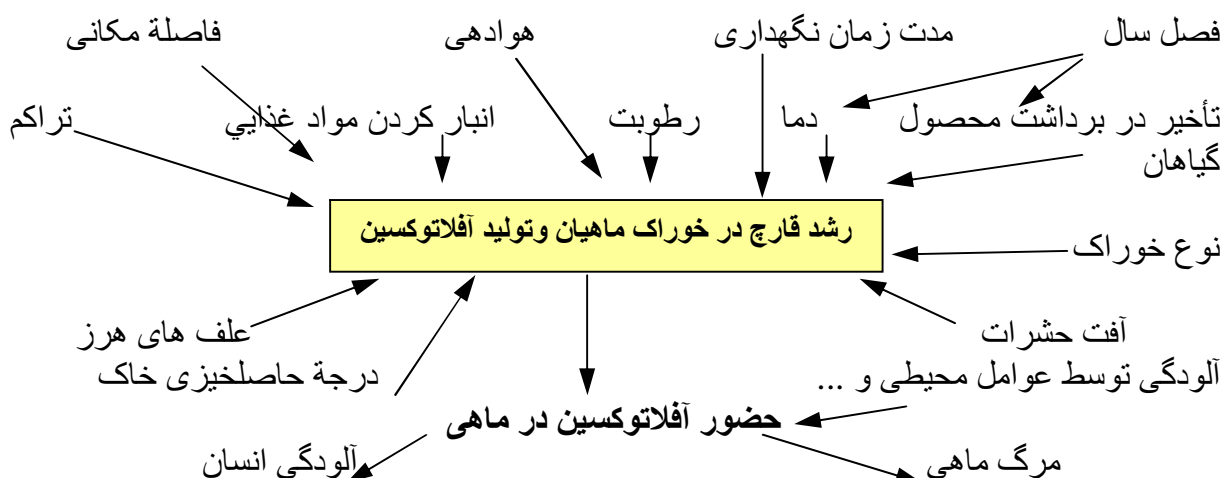 فصل سال مدت زمان نگهداری هوادهی فاصلة مکانی
تأخیر در برداشت محصول دما رطوبت انبار کردن مواد غذايي تراکم
گیاهان
رشد قارچ در خوراک ماهیان وتولید آفلاتوکسین
نوع خوراک
آفت حشرات علف های هرز
آلودگی توسط عوامل محیطی و ... درجة حاصلخیزی خاک
حضور آفلاتوکسین در ماهی
مرگ ماهی آلودگی انسان